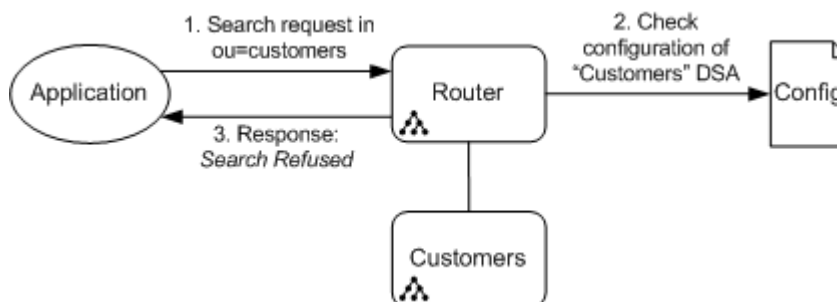 1. Search request in
ou=customers
2. Check
configuration of
“Customers” DSA
Application
Router
Config
3. Response:
Search Refused
Customers